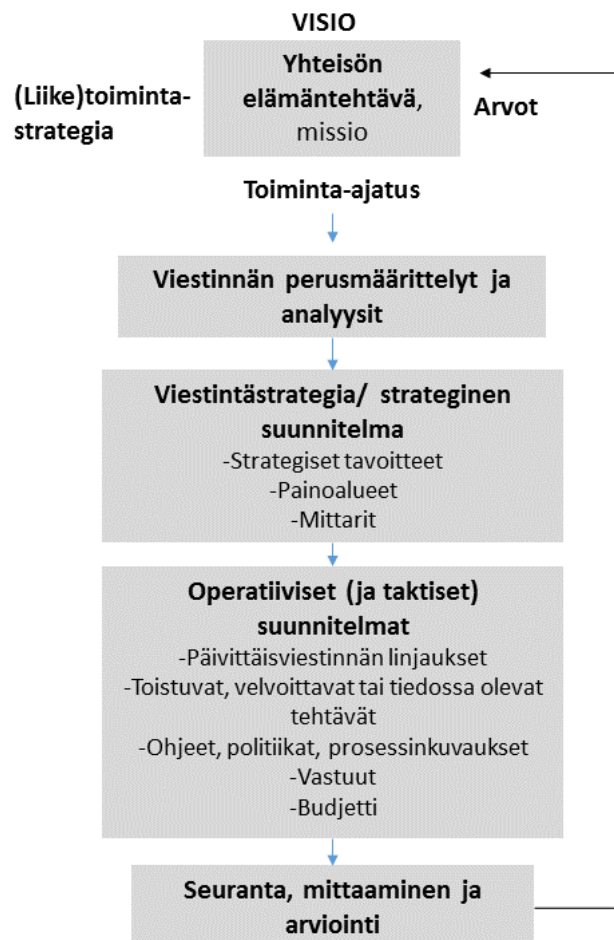 VISIO
Yhteisön
elämäntehtävä,
missio
(Liike)toiminta-
strategia
Arvot
Toiminta-ajatus
Viestinnän perusmäärittelyt ja
analyysit
Viestintästrategia/ strateginen
suunnitelma
-Strategiset tavoitteet
-Painoalueet
-Mittarit
Operatiiviset (ja taktiset)
suunnitelmat
-Päivittäisviestinnän linjaukset
-Toistuvat, velvoittavat tai tiedossa olevat
tehtävät
-Ohjeet, politiikat, prosessinkuvaukset
-Vastuut
-Budjetti
Seuranta, mittaaminen ja
arviointi